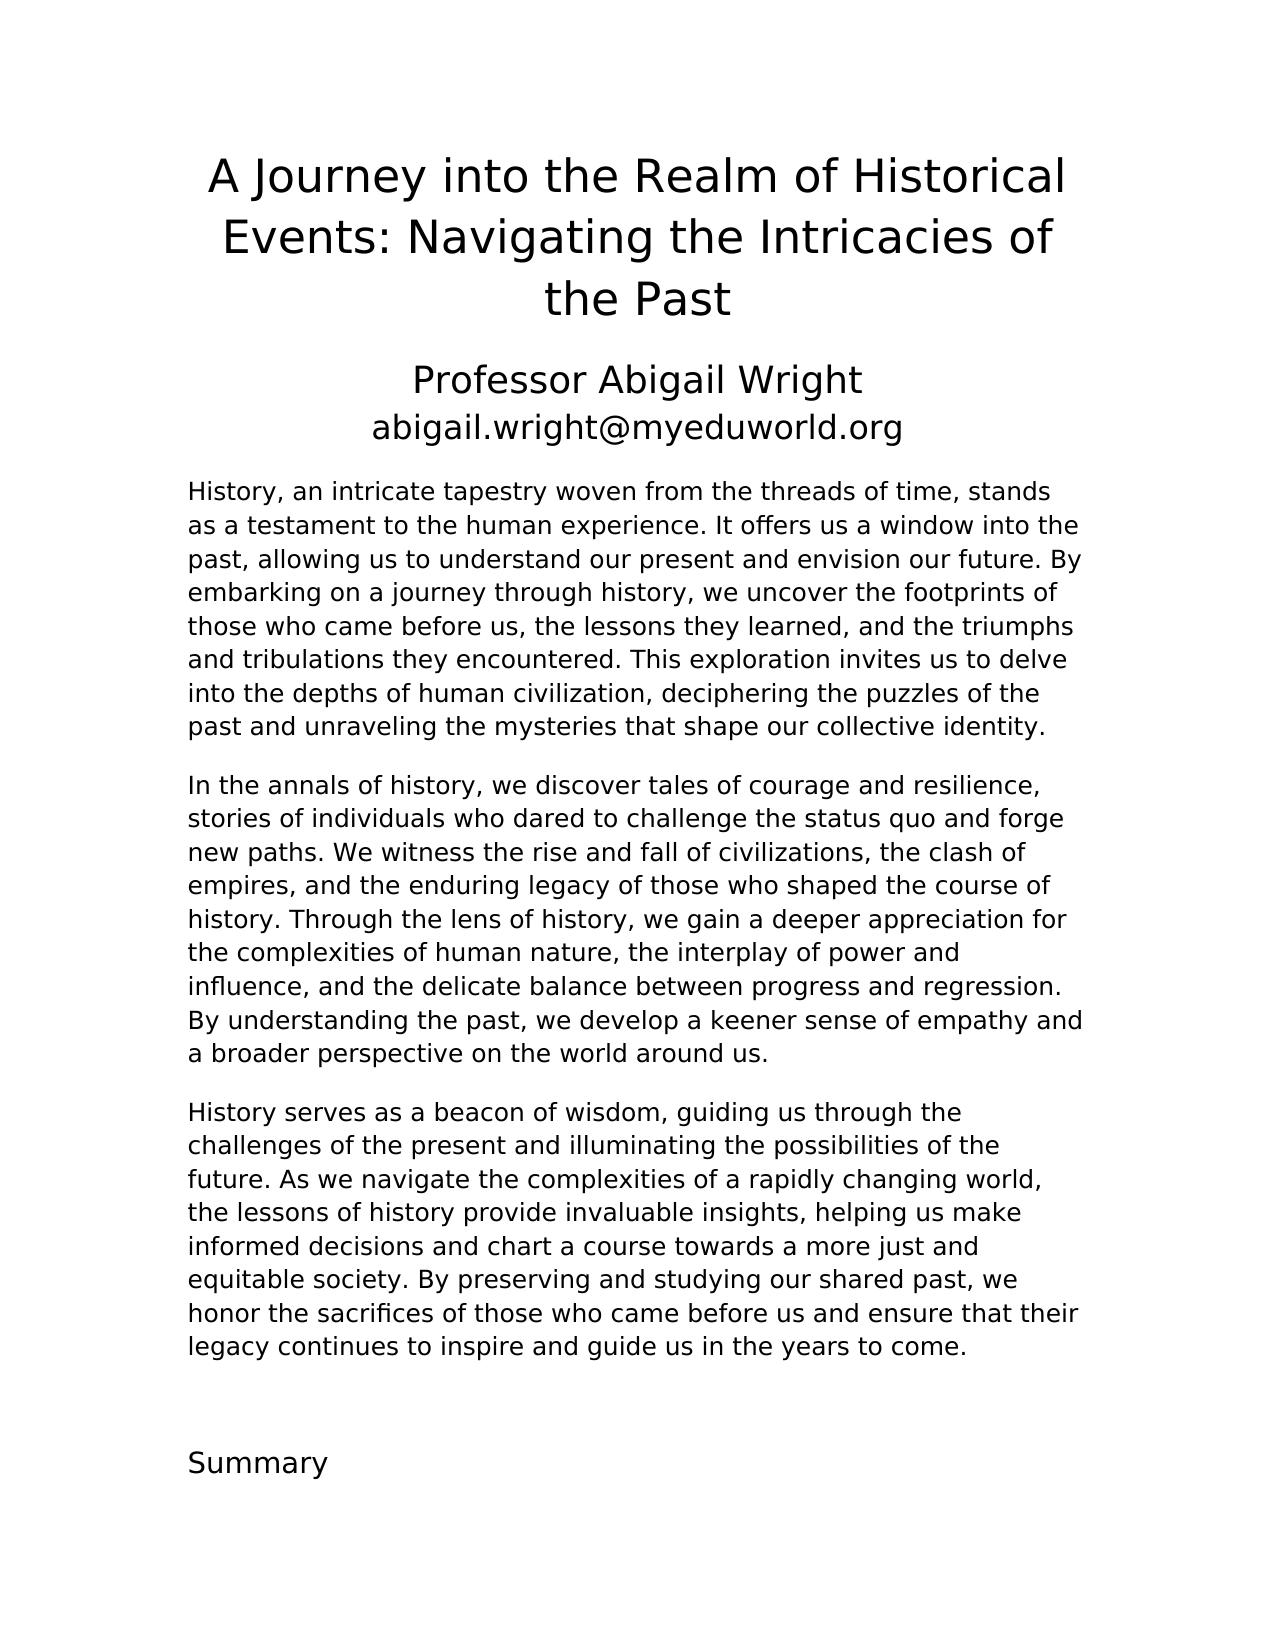 A Journey into the Realm of Historical
Events: Navigating the Intricacies of
the Past
Professor Abigail Wright
abigail.wright@myeduworld.org
History, an intricate tapestry woven from the threads of time, stands
as a testament to the human experience. It offers us a window into the
past, allowing us to understand our present and envision our future. By
embarking on a journey through history, we uncover the footprints of
those who came before us, the lessons they learned, and the triumphs
and tribulations they encountered. This exploration invites us to delve
into the depths of human civilization, deciphering the puzzles of the
past and unraveling the mysteries that shape our collective identity.
In the annals of history, we discover tales of courage and resilience,
stories of individuals who dared to challenge the status quo and forge
new paths. We witness the rise and fall of civilizations, the clash of
empires, and the enduring legacy of those who shaped the course of
history. Through the lens of history, we gain a deeper appreciation for
the complexities of human nature, the interplay of power and
influence, and the delicate balance between progress and regression.
By understanding the past, we develop a keener sense of empathy and
a broader perspective on the world around us.
History serves as a beacon of wisdom, guiding us through the
challenges of the present and illuminating the possibilities of the
future. As we navigate the complexities of a rapidly changing world,
the lessons of history provide invaluable insights, helping us make
informed decisions and chart a course towards a more just and
equitable society. By preserving and studying our shared past, we
honor the sacrifices of those who came before us and ensure that their
legacy continues to inspire and guide us in the years to come.
Summary